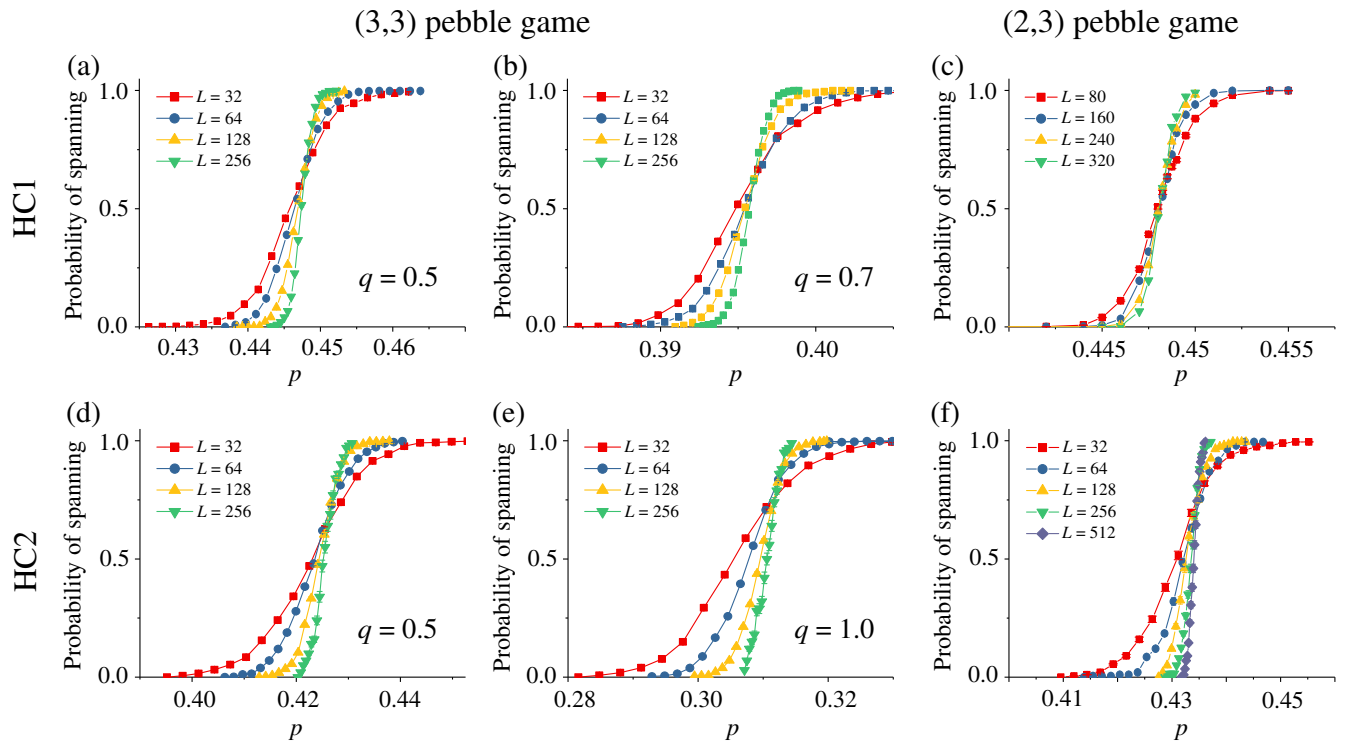 (3,3) pebble game
(2,3) pebble game
HC1
(a)
Probability of spanning
1.0
0.5
0.0
L = 32
L = 64
L = 128
L = 256
q = 0.5
0.43 0.44 0.45 0.46
p
(b)
Probability of spanning
1.0
0.5
0.0
L = 32
L = 64
L = 128
L = 256
q = 0.7
0.39 0.40
p
(c)
Probability of spanning
1.0
0.5
0.0
L = 80
L = 160
L = 240
L = 320
0.445 0.45 0.455
p
HC2
(d)
Probability of spanning
1.0
0.5
0.0
L = 32
L = 64
L = 128
L = 256
q = 0.5
0.40 0.42 0.44
p
(e)
Probability of spanning
1.0
0.5
0.0
L = 32
L = 64
L = 128
L = 256
q = 1.0
0.28 0.30 0.32
p
(f)
Probability of spanning
1.0
0.5
0.0
L = 32
L = 64
L = 128
L = 256
L = 512
0.41 0.43 0.45
p